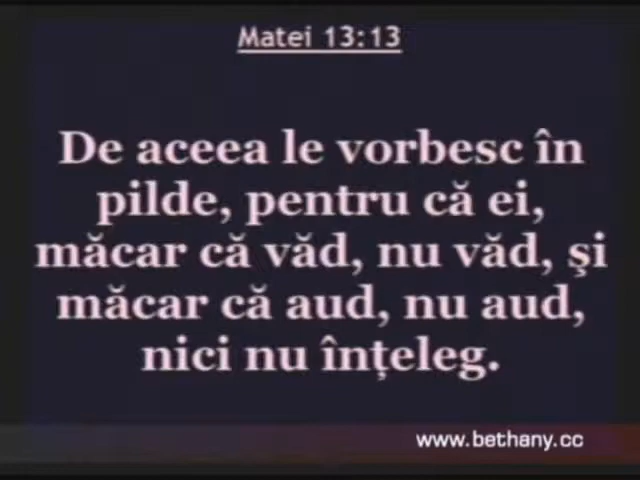 Matei 13:13
De aceea le vorbesc în
pilde, pentru că ei,
măcar că văd, nu văd, şi
măcar că aud, nu aud,
nici nu înţeleg.
www.bethany.cc